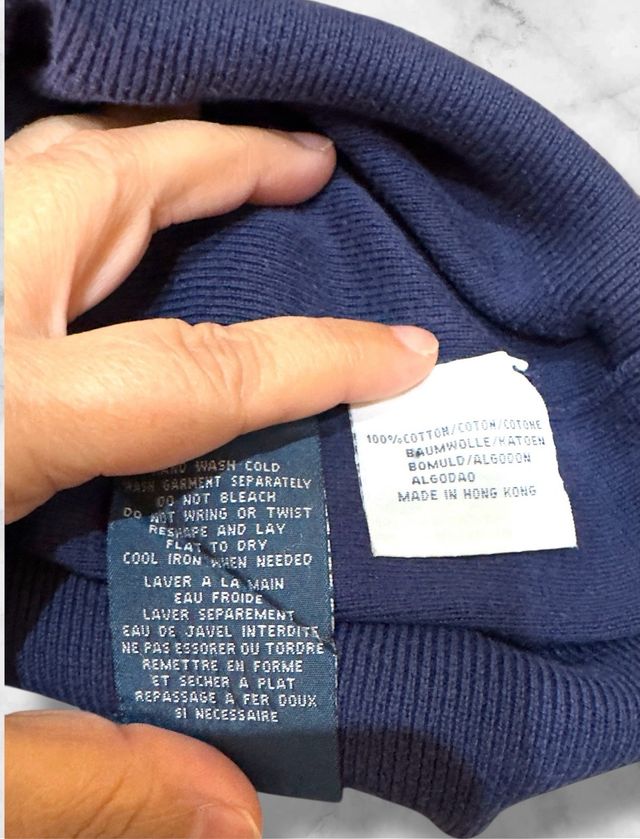 HAND WASH COLD
WASH GARMENT SEPARATELY
DO NOT BLEACH
DO NOT WRING OR TWIST
RESHAPE AND LAY
FLAT TO DRY
COOL IRON WHEN NEEDED
LAVER A LA MAIN
EAU FROIDE
LAVER SEPAREMENT
EAU DE JAVEL INTERDITE
NE PAS ESSORER OU TORDRE
REMETTRE EN FORME
ET SECHER A PLAT
REPASSAGE A FER DOUX
SI NECESSAIRE
100%COTTON/COTON/COTONE
BAUMWOLLE/KATOEN
BOMULD/ALGODON
ALGODAO
MADE IN HONG KONG